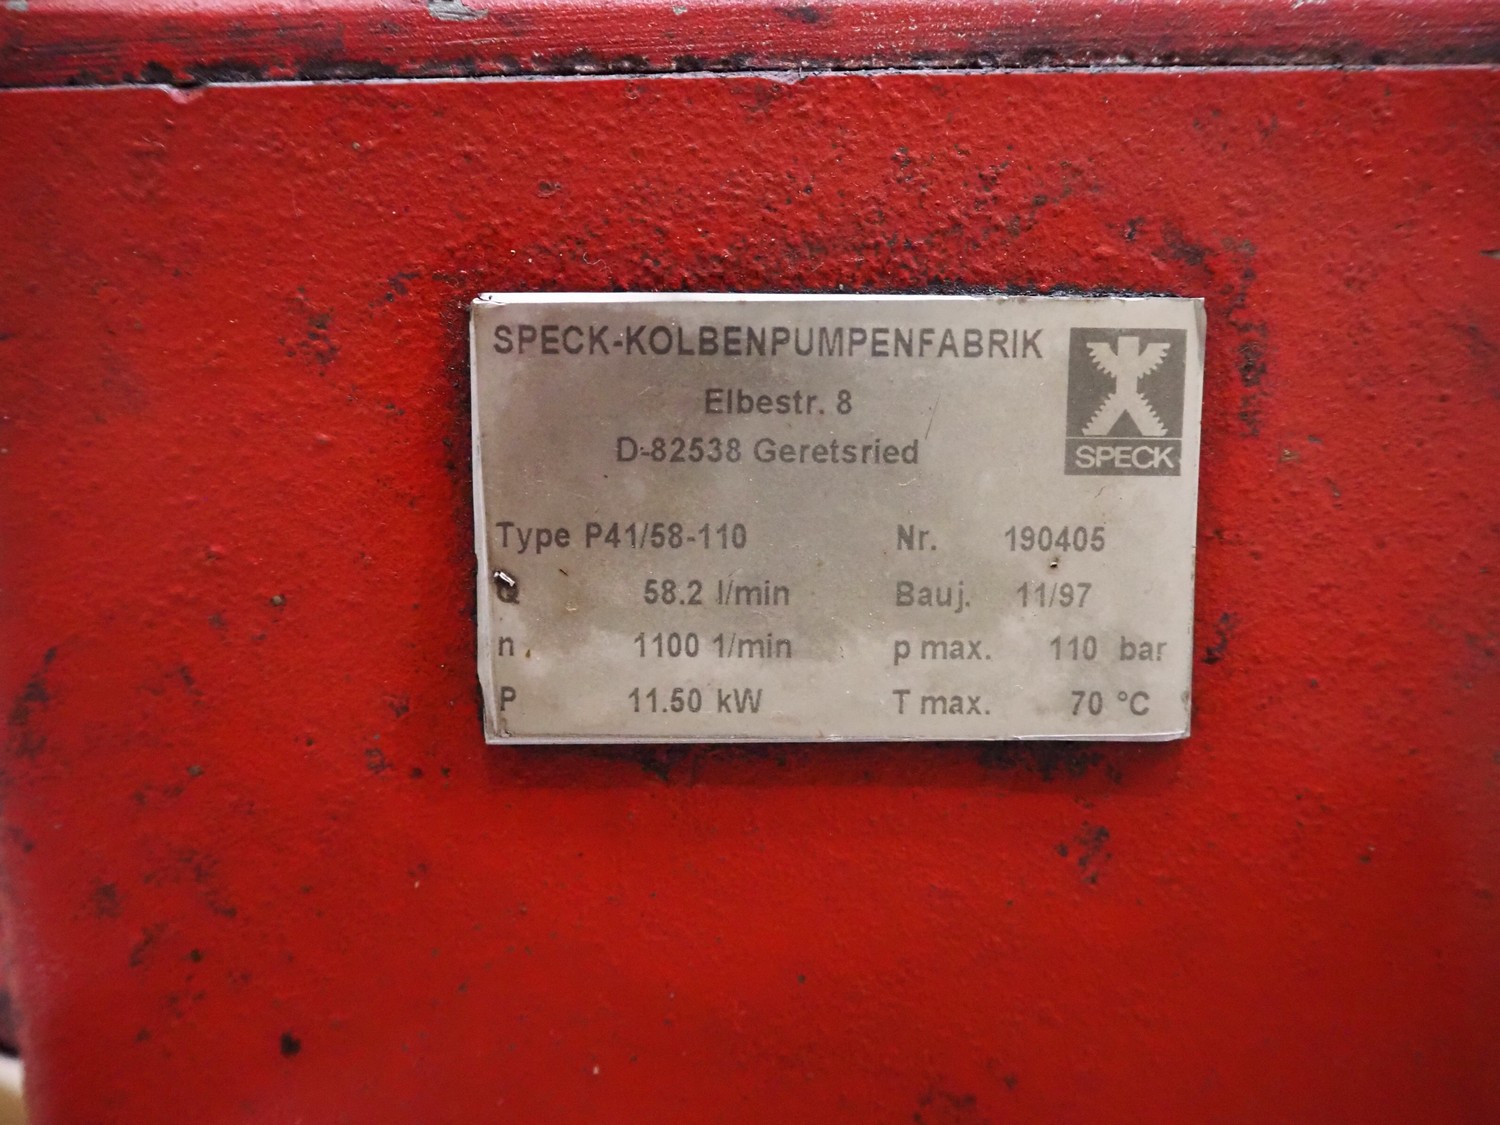 SPECK-KOLBENPUMPENFABRIK
Elbestr. 8
D-82538 Geretsried
SPECK
Type P41/58-110 Nr. 190405
Q 58.2 l/min Bauj. 11/97
n 1100 1/min p max. 110 bar
P 11.50 kW T max. 70 °C